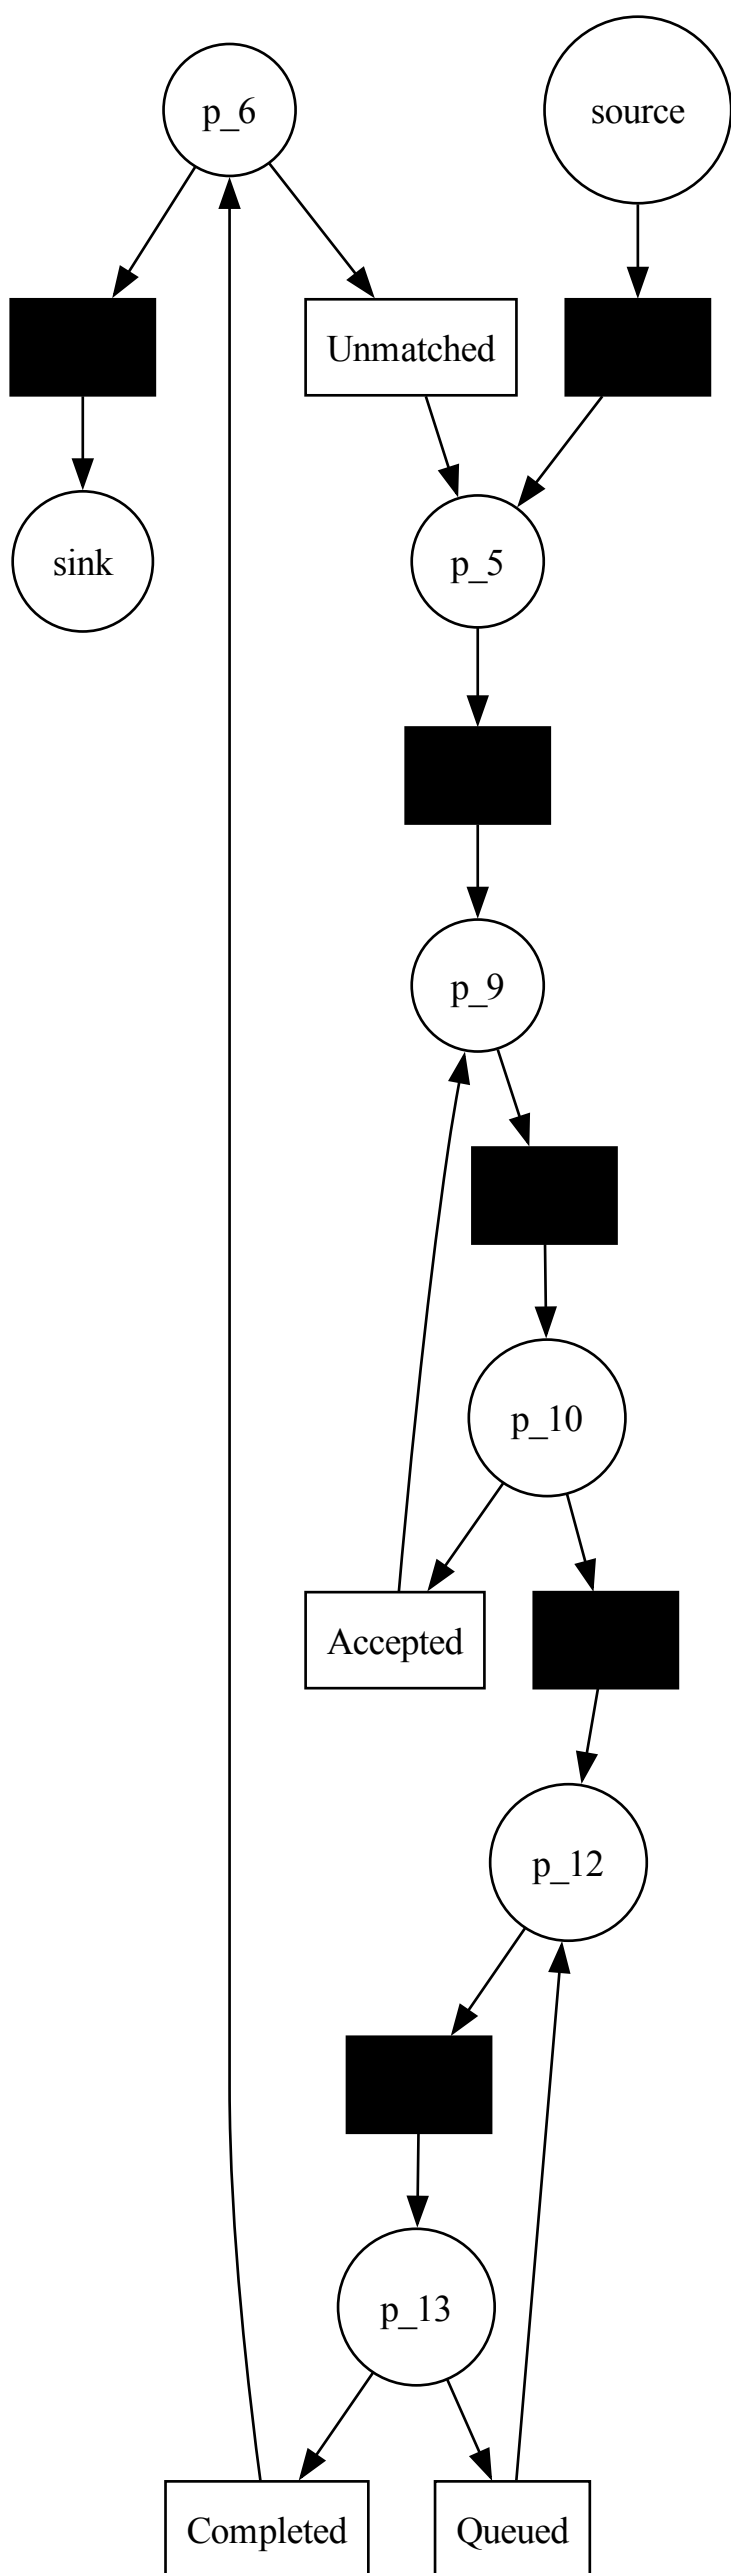 p_6
source
Unmatched
sink
p_5
p_9
p_10
Accepted
p_12
p_13
Completed
Queued